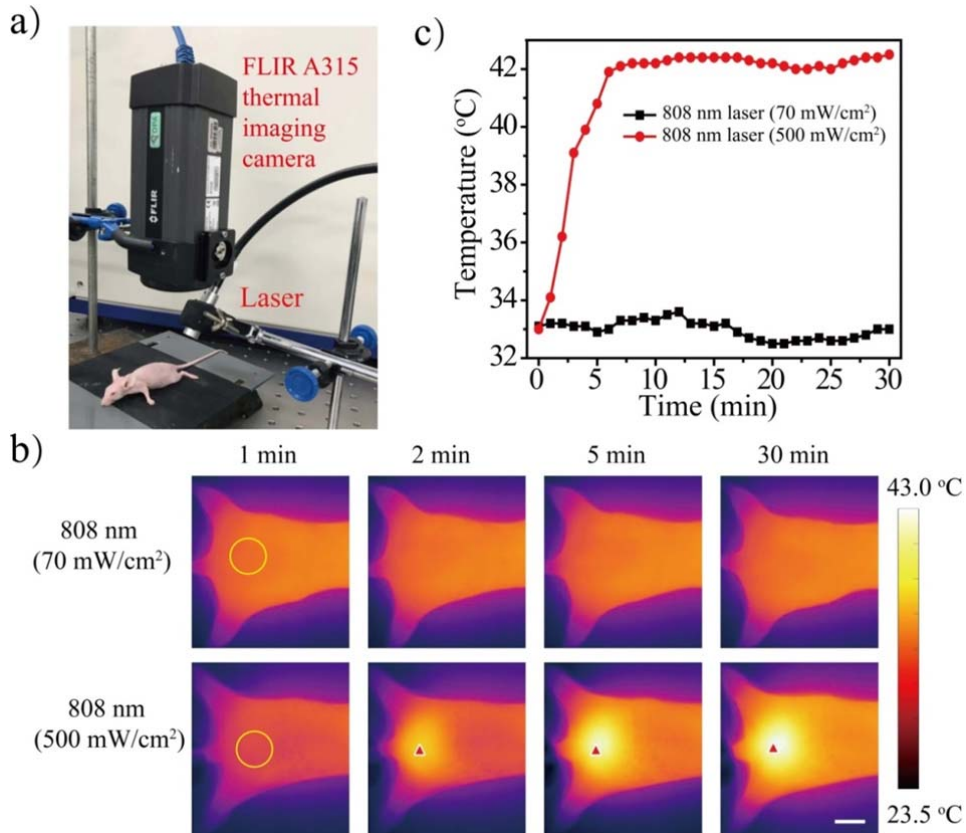 a)
FLIR A315
thermal
imaging
camera
FLIR
Laser
c)
Temperature (°C)
42
40
38
36
34
32
808 nm laser (70 mW/cm²)
808 nm laser (500 mW/cm²)
0 5 10 15 20 25 30
Time (min)
b)
1 min 2 min 5 min 30 min
808 nm
(70 mW/cm²)
808 nm
(500 mW/cm²)
43.0 °C
23.5 °C